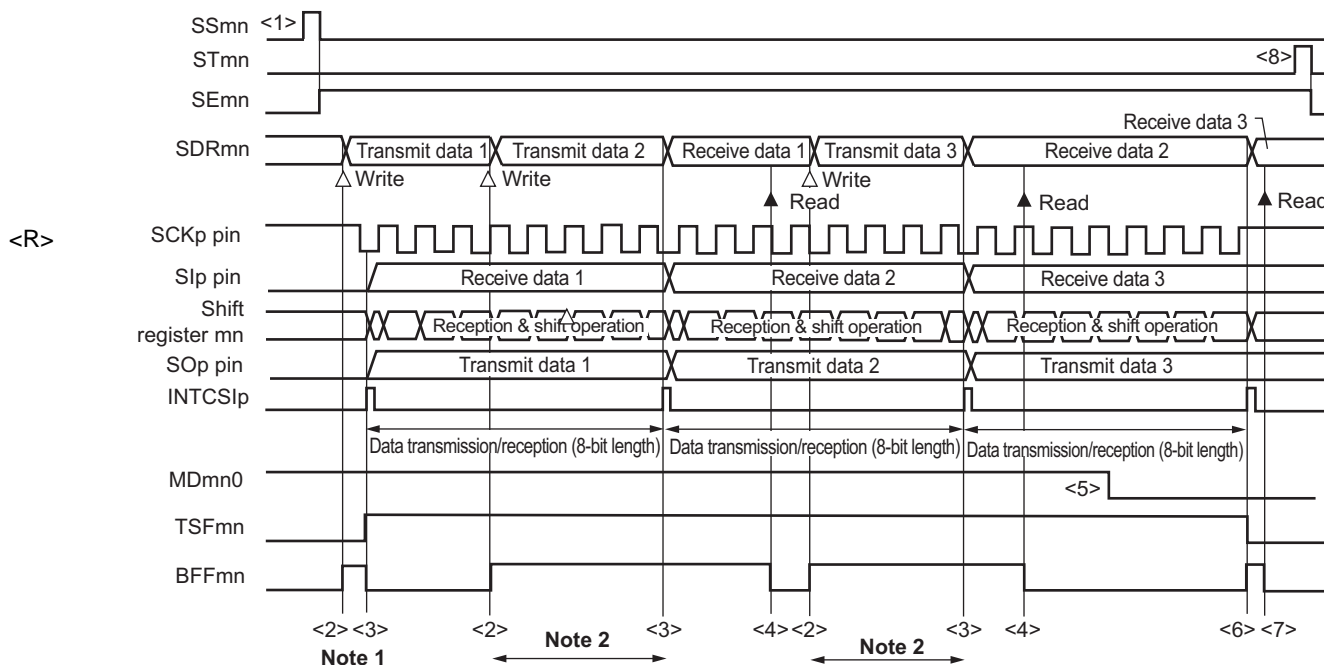 SSmn <1>
STmn <8>
SEmn
Receive data 3
SDRmn Transmit data 1 Transmit data 2 Receive data 1 Transmit data 3 Receive data 2
Write Write Write
Read Read Read
<R> SCKp pin
SIp pin Receive data 1 Receive data 2 Receive data 3
Shift
register mn Reception & shift operation Reception & shift operation Reception & shift operation
SOp pin Transmit data 1 Transmit data 2 Transmit data 3
INTCSIp
Data transmission/reception (8-bit length) Data transmission/reception (8-bit length) Data transmission/reception (8-bit length)
MDmn0 <5>
TSFmn
BFFmn
<2> <3> <2> <3> <4> <2> <3> <4> <6> <7>
Note 1 Note 2 Note 2